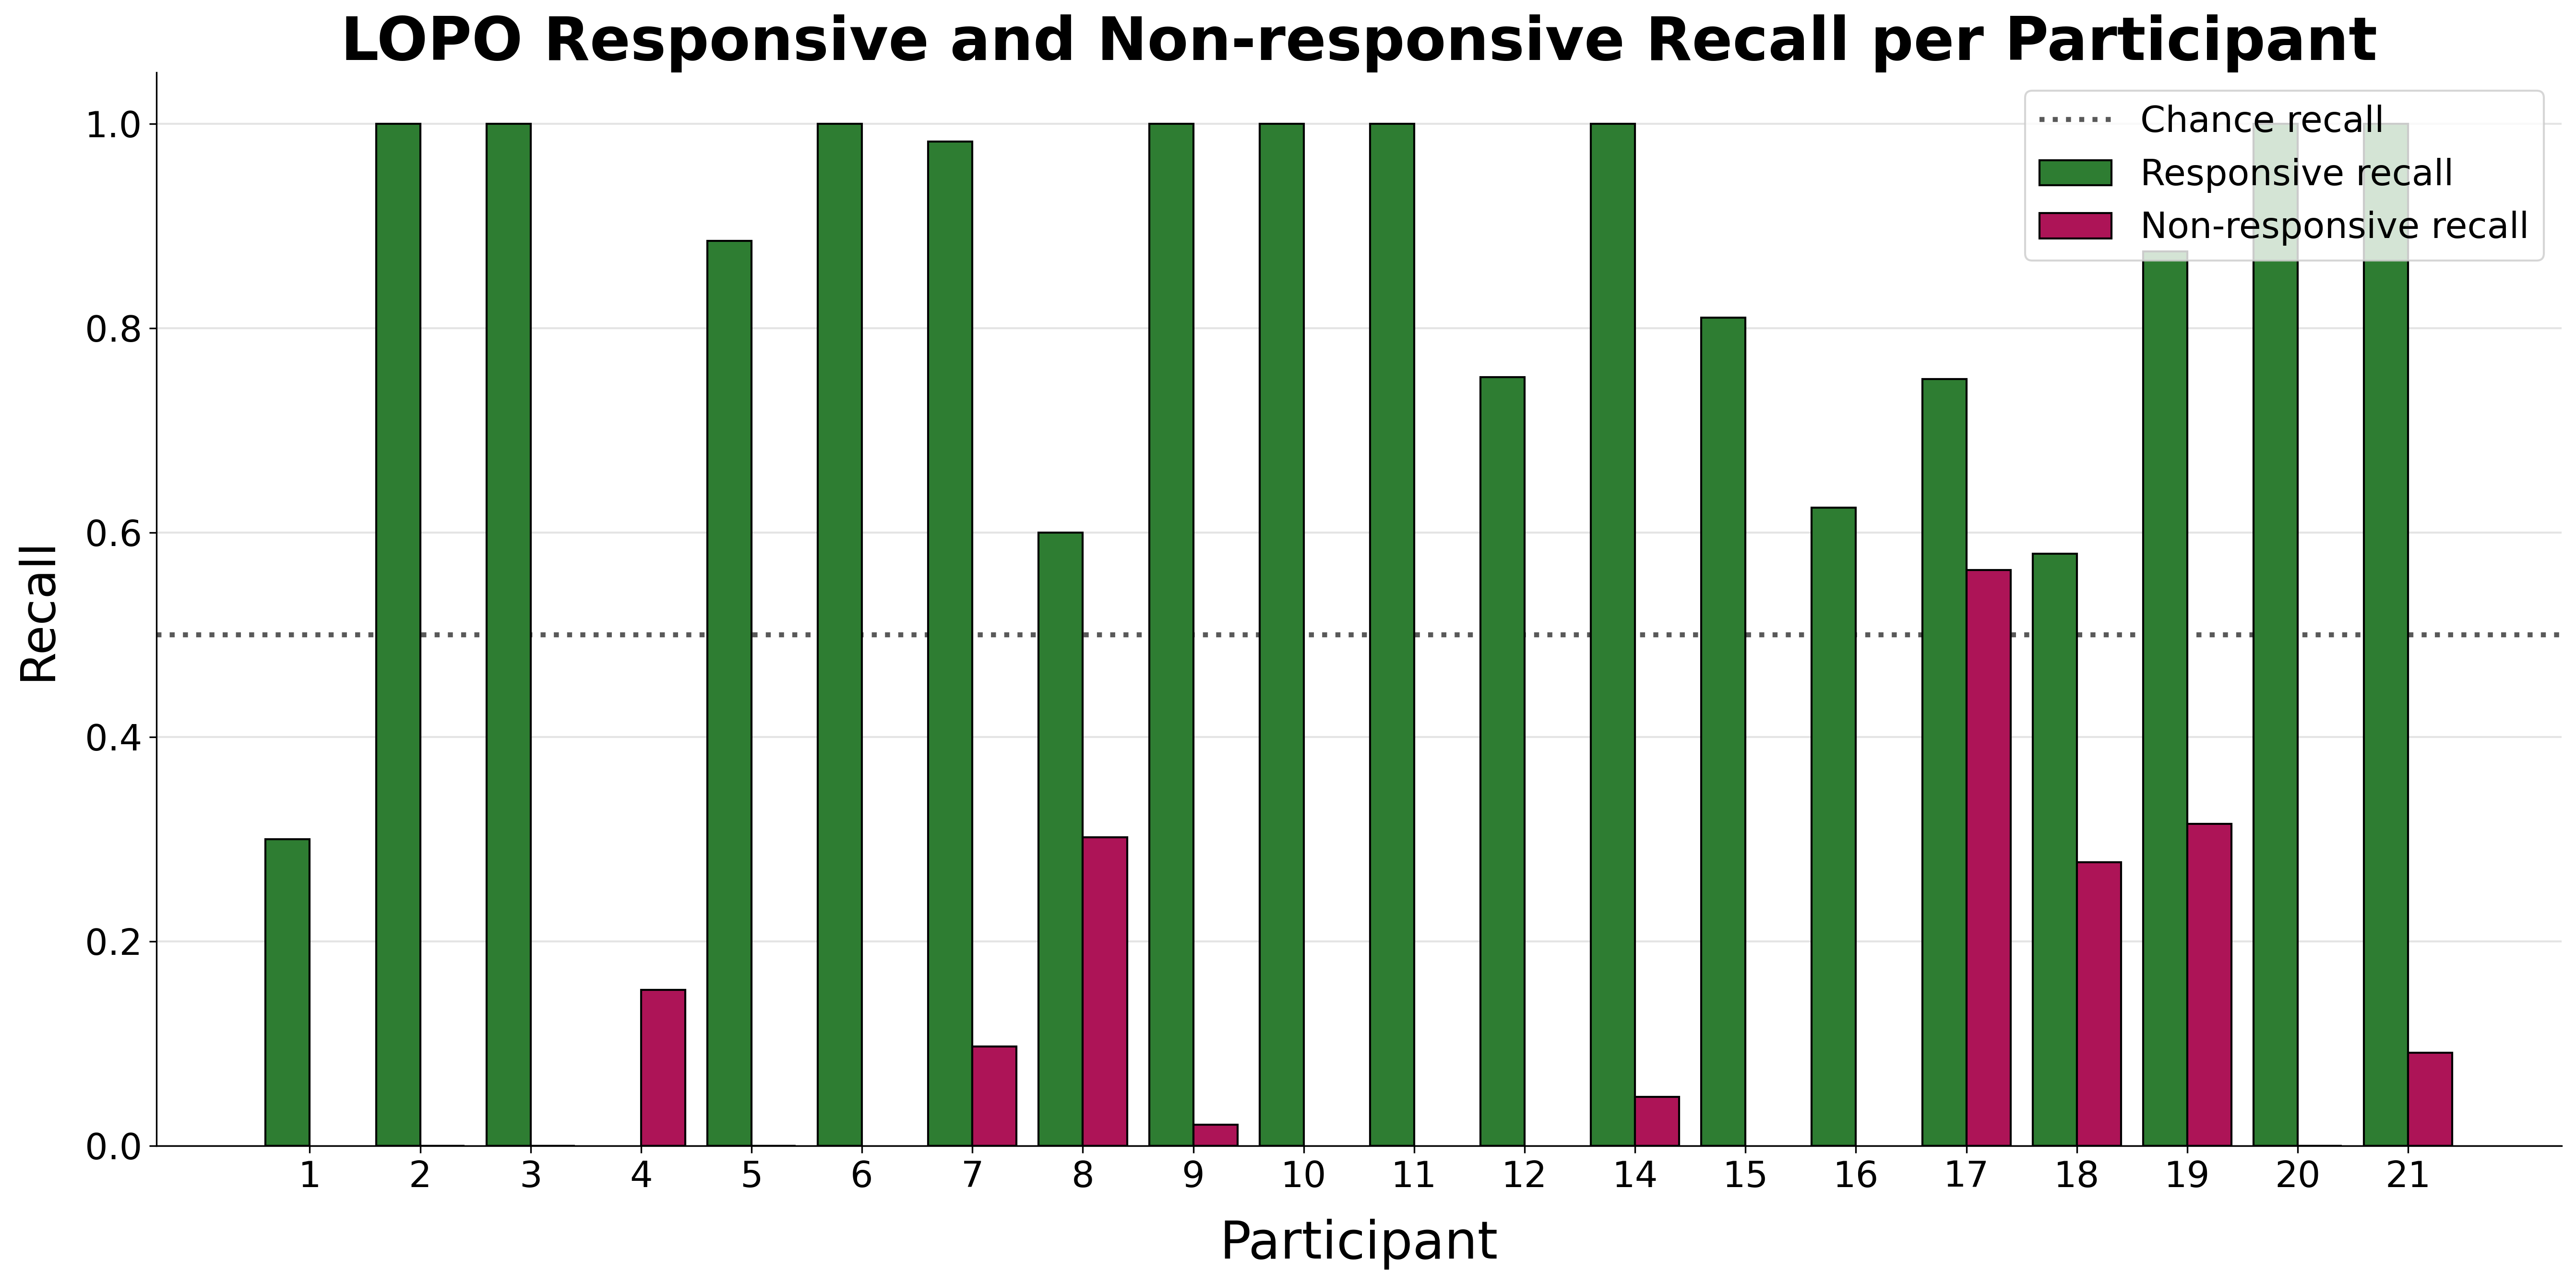 LOPO Responsive and Non-responsive Recall per Participant
Chance recall
Responsive recall
Non-responsive recall
Recall
1.0
0.8
0.6
0.4
0.2
0.0
1 2 3 4 5 6 7 8 9 10 11 12 14 15 16 17 18 19 20 21
Participant